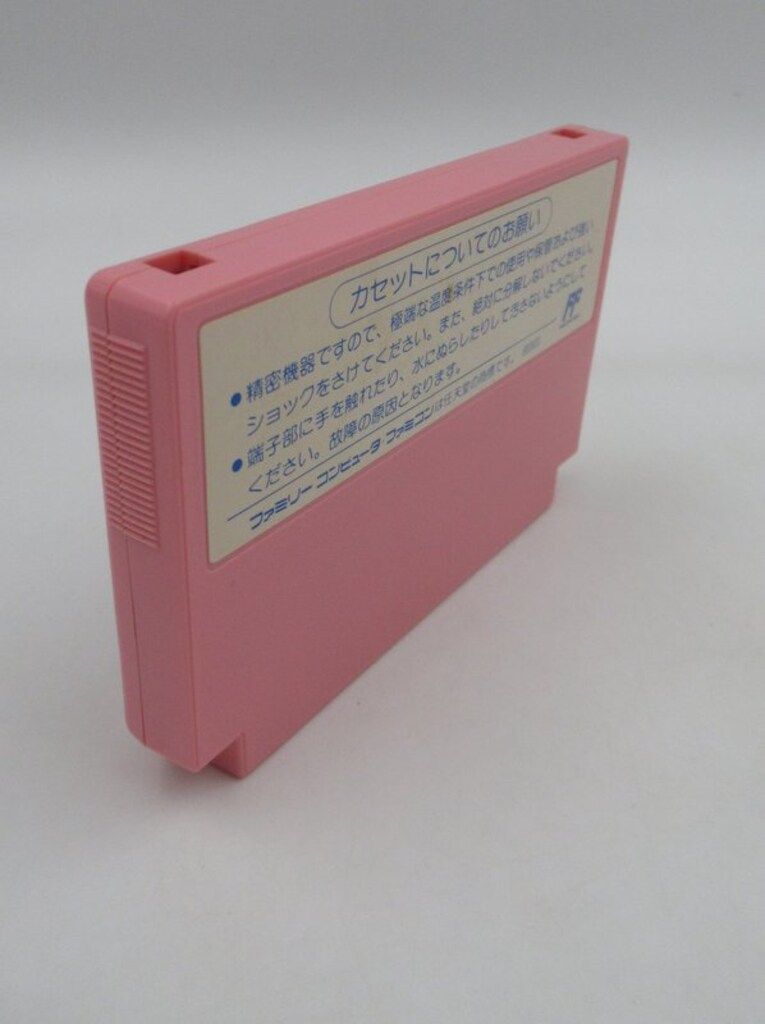 カセットについてのお願い
●精密機器ですので、極端な温度条件下での使用や保管および強い
ショックをさけてください。また、絶対に分解しないでください。
●端子部に手を触れたり、水にぬらしたりして汚さないようにして
ください。故障の原因となります。
ファミリーコンピュータ ファミコンは任天堂の商標です。